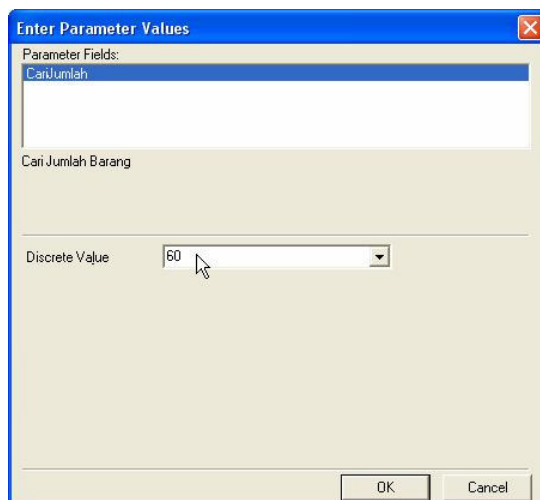 Enter Parameter Values
Parameter Fields:
CariJumlah
Cari Jumlah Barang
Discrete Value
60
OK
Cancel